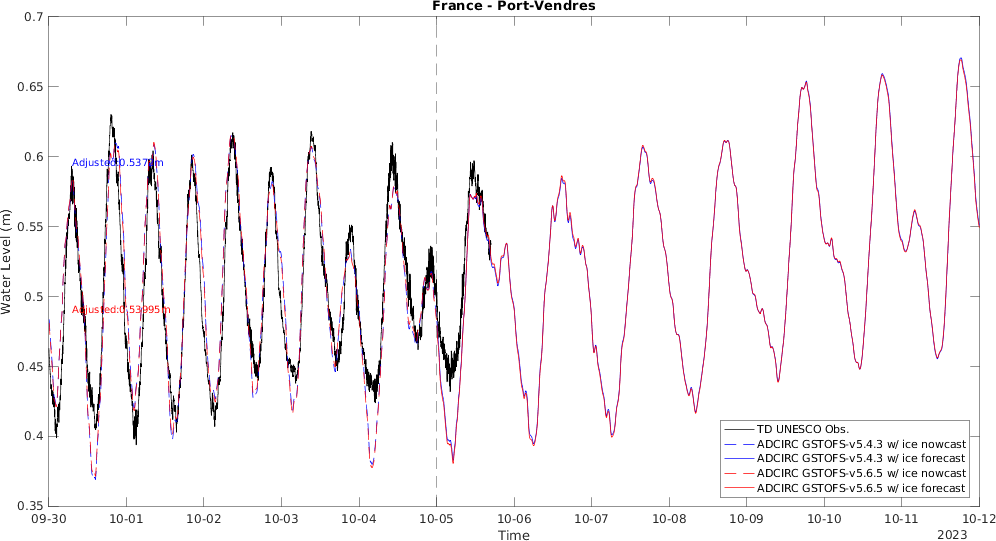 France - Port-Vendres
0.7
0.65
0.6
0.55
0.5
0.45
0.4
0.35
Water Level (m)
Adjusted:0.537 m
Adjusted:0.53995m
TD UNESCO Obs.
ADCIRC GSTOFS-v5.4.3 w/ ice nowcast
ADCIRC GSTOFS-v5.4.3 w/ ice forecast
ADCIRC GSTOFS-v5.6.5 w/ ice nowcast
ADCIRC GSTOFS-v5.6.5 w/ ice forecast
09-30 10-01 10-02 10-03 10-04 10-05 10-06 10-07 10-08 10-09 10-10 10-11 10-12
Time
2023